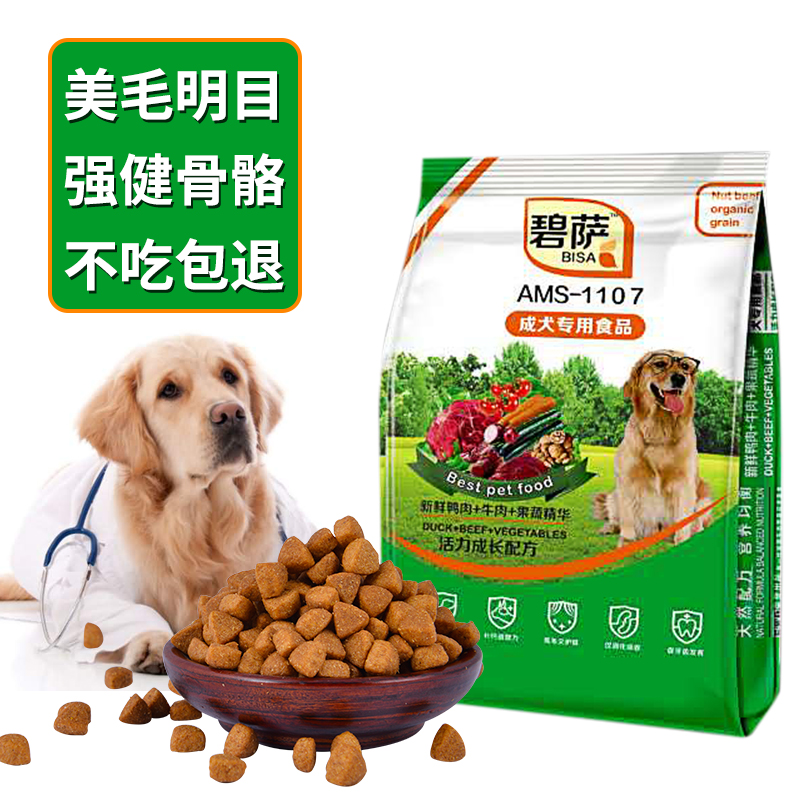 美毛明目
强健骨骼
不吃包退
Nut beef
organic
grain
碧萨™
BISA
AMS-1107
成犬专用食品
Best pet food
新鲜鸭肉+牛肉+果蔬精华
DUCK+BEEF+VEGETABLES
活力成长配方
新鲜鸭肉+牛肉+果蔬精华
DUCK+BEEF+VEGETABLES
天然配方 营养均衡
NATURAL FORMULA BALANCED NUTRITION